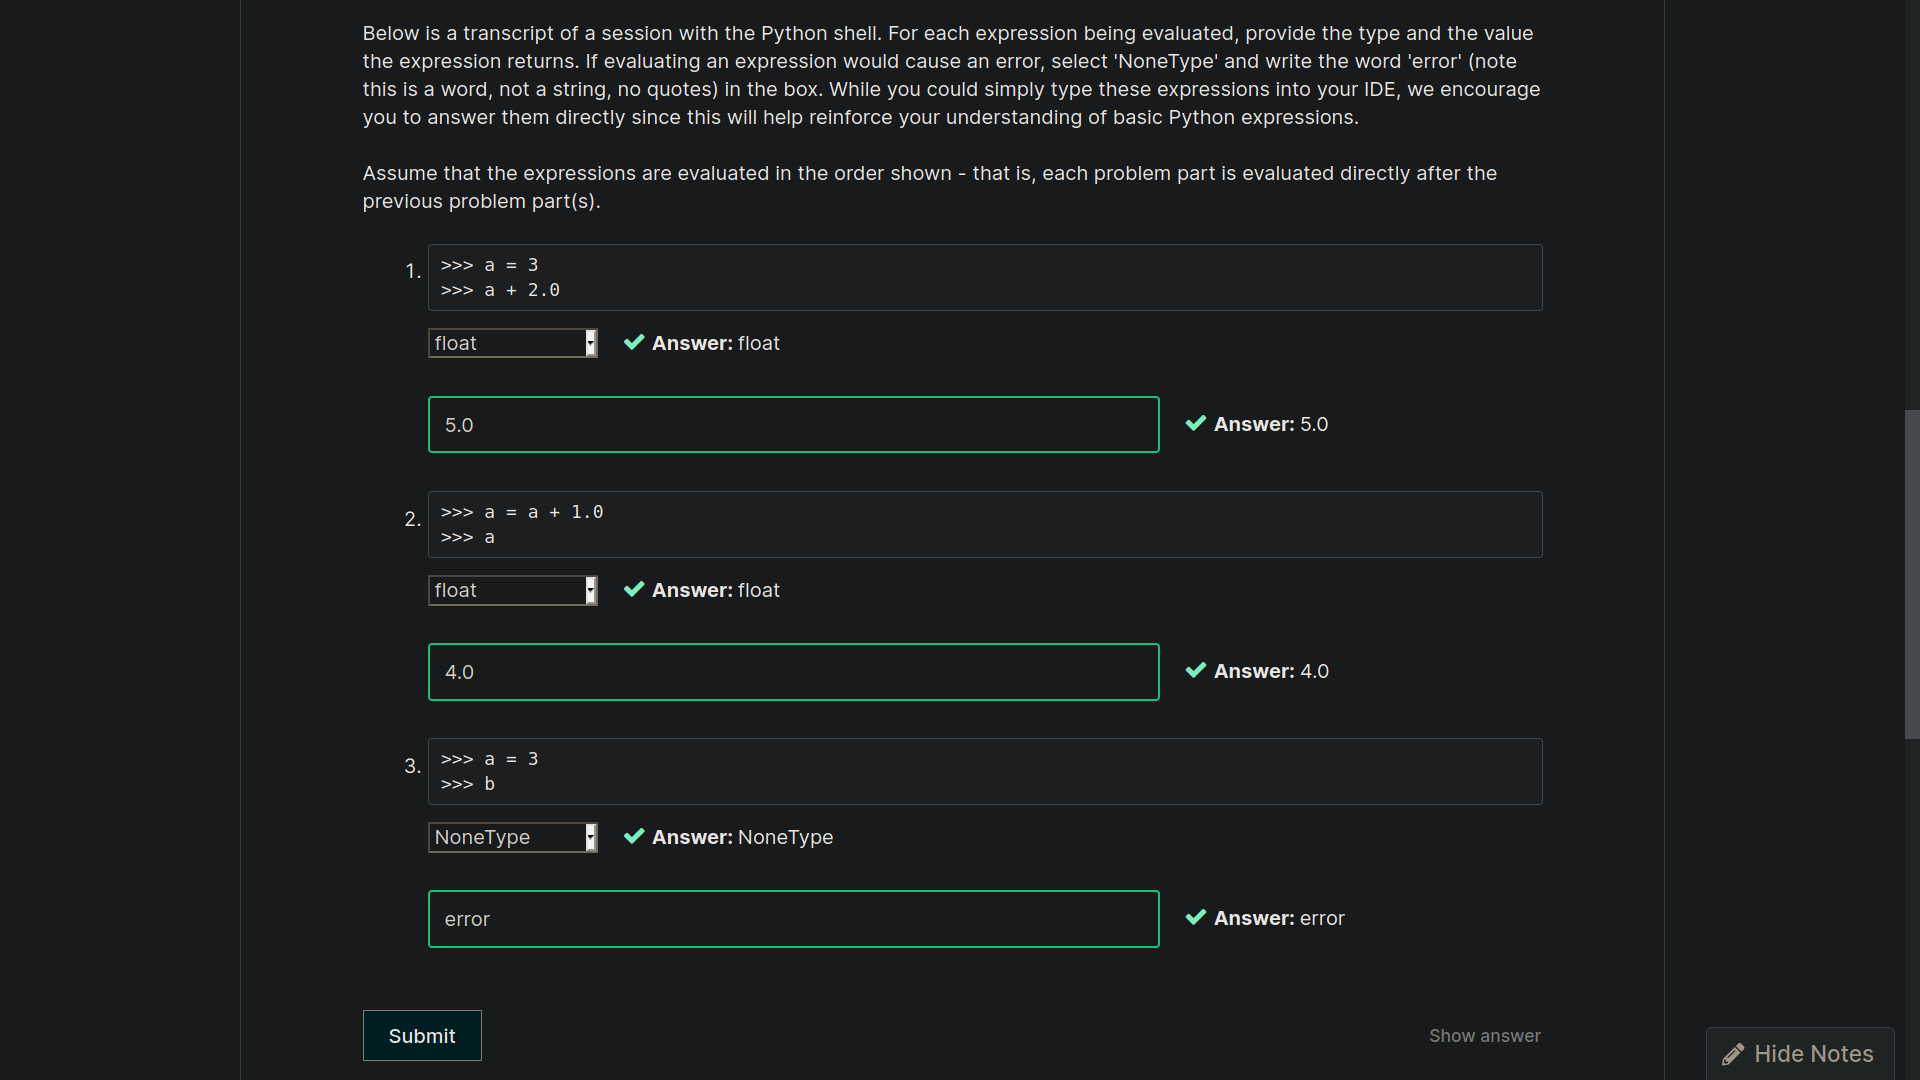 Below is a transcript of a session with the Python shell. For each expression being evaluated, provide the type and the value
the expression returns. If evaluating an expression would cause an error, select 'NoneType' and write the word 'error' (note
this is a word, not a string, no quotes) in the box. While you could simply type these expressions into your IDE, we encourage
you to answer them directly since this will help reinforce your understanding of basic Python expressions.
Assume that the expressions are evaluated in the order shown - that is, each problem part is evaluated directly after the
previous problem part(s).
1.
>>> a = 3
>>> a + 2.0
float Answer: float
5.0 Answer: 5.0
2.
>>> a = a + 1.0
>>> a
float Answer: float
4.0 Answer: 4.0
3.
>>> a = 3
>>> b
NoneType Answer: NoneType
error Answer: error
Submit Show answer
Hide Notes